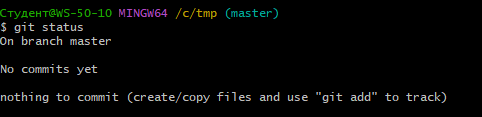 Студент@WS-50-10 MINGW64 /c/tmp (master)
$ git status
On branch master
No commits yet
nothing to commit (create/copy files and use "git add" to track)